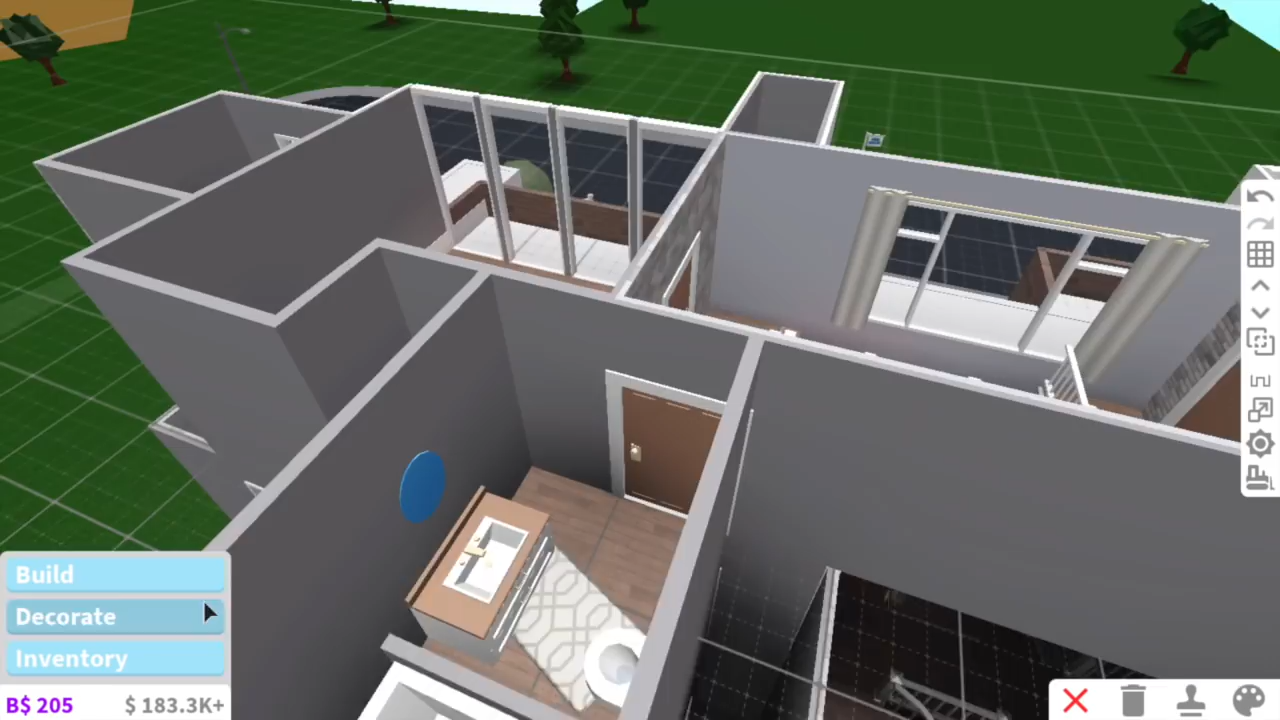 Build
Decorate
Inventory
B$ 205 $ 183.3K+